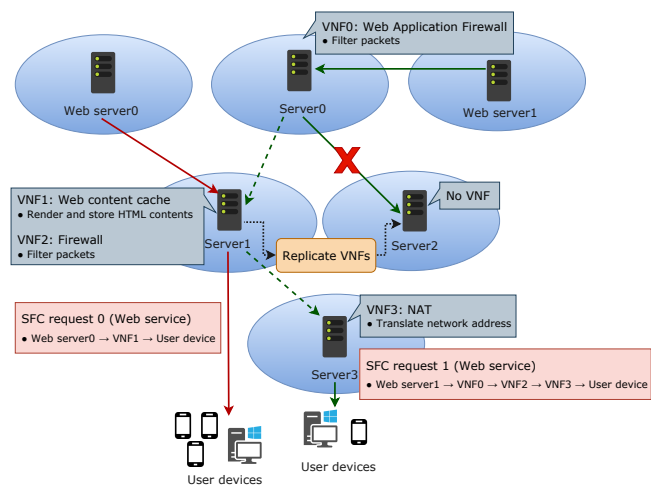 VNF0: Web Application Firewall
• Filter packets
Web server0
Server0
Web server1
VNF1: Web content cache
• Render and store HTML contents
VNF2: Firewall
• Filter packets
No VNF
Server1
Replicate VNFs
Server2
SFC request 0 (Web service)
• Web server0 → VNF1 → User device
VNF3: NAT
• Translate network address
Server3
SFC request 1 (Web service)
• Web server1 → VNF0 → VNF2 → VNF3 → User device
User devices
User devices